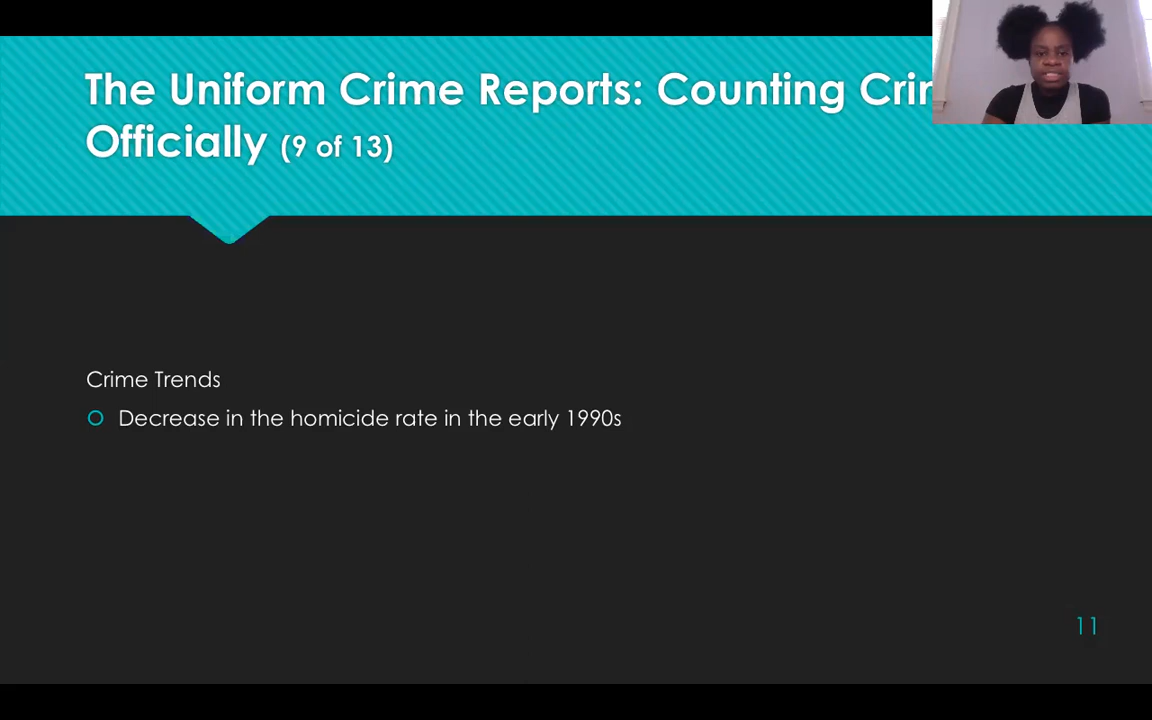 The Uniform Crime Reports: Counting
Officially (9 of 13)
Crime Trends
Decrease in the homicide rate in the early 1990s
11